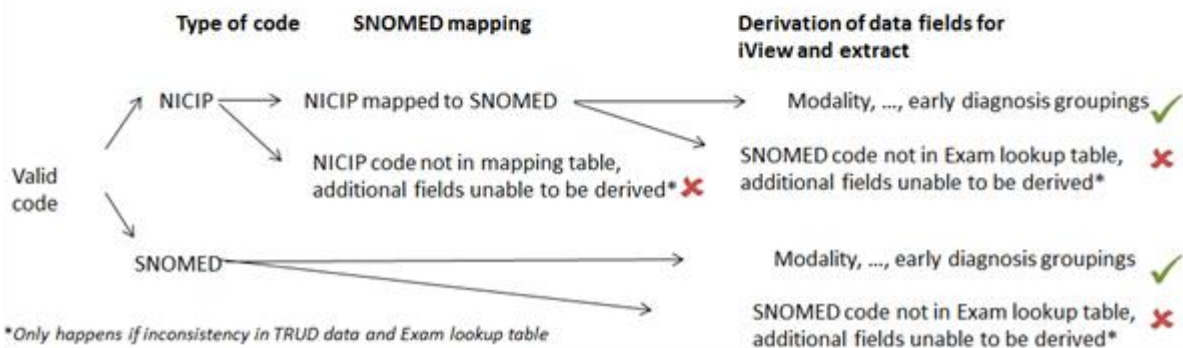 Type of code
SNOMED mapping
Derivation of data fields for
iView and extract
NICIP
NICIP mapped to SNOMED
Modality, ..., early diagnosis groupings
NICIP code not in mapping table,
additional fields unable to be derived*
SNOMED code not in Exam lookup table,
additional fields unable to be derived*
Valid
code
SNOMED
Modality, ..., early diagnosis groupings
SNOMED code not in Exam lookup table,
additional fields unable to be derived*
*Only happens if inconsistency in TRUD data and Exam lookup table